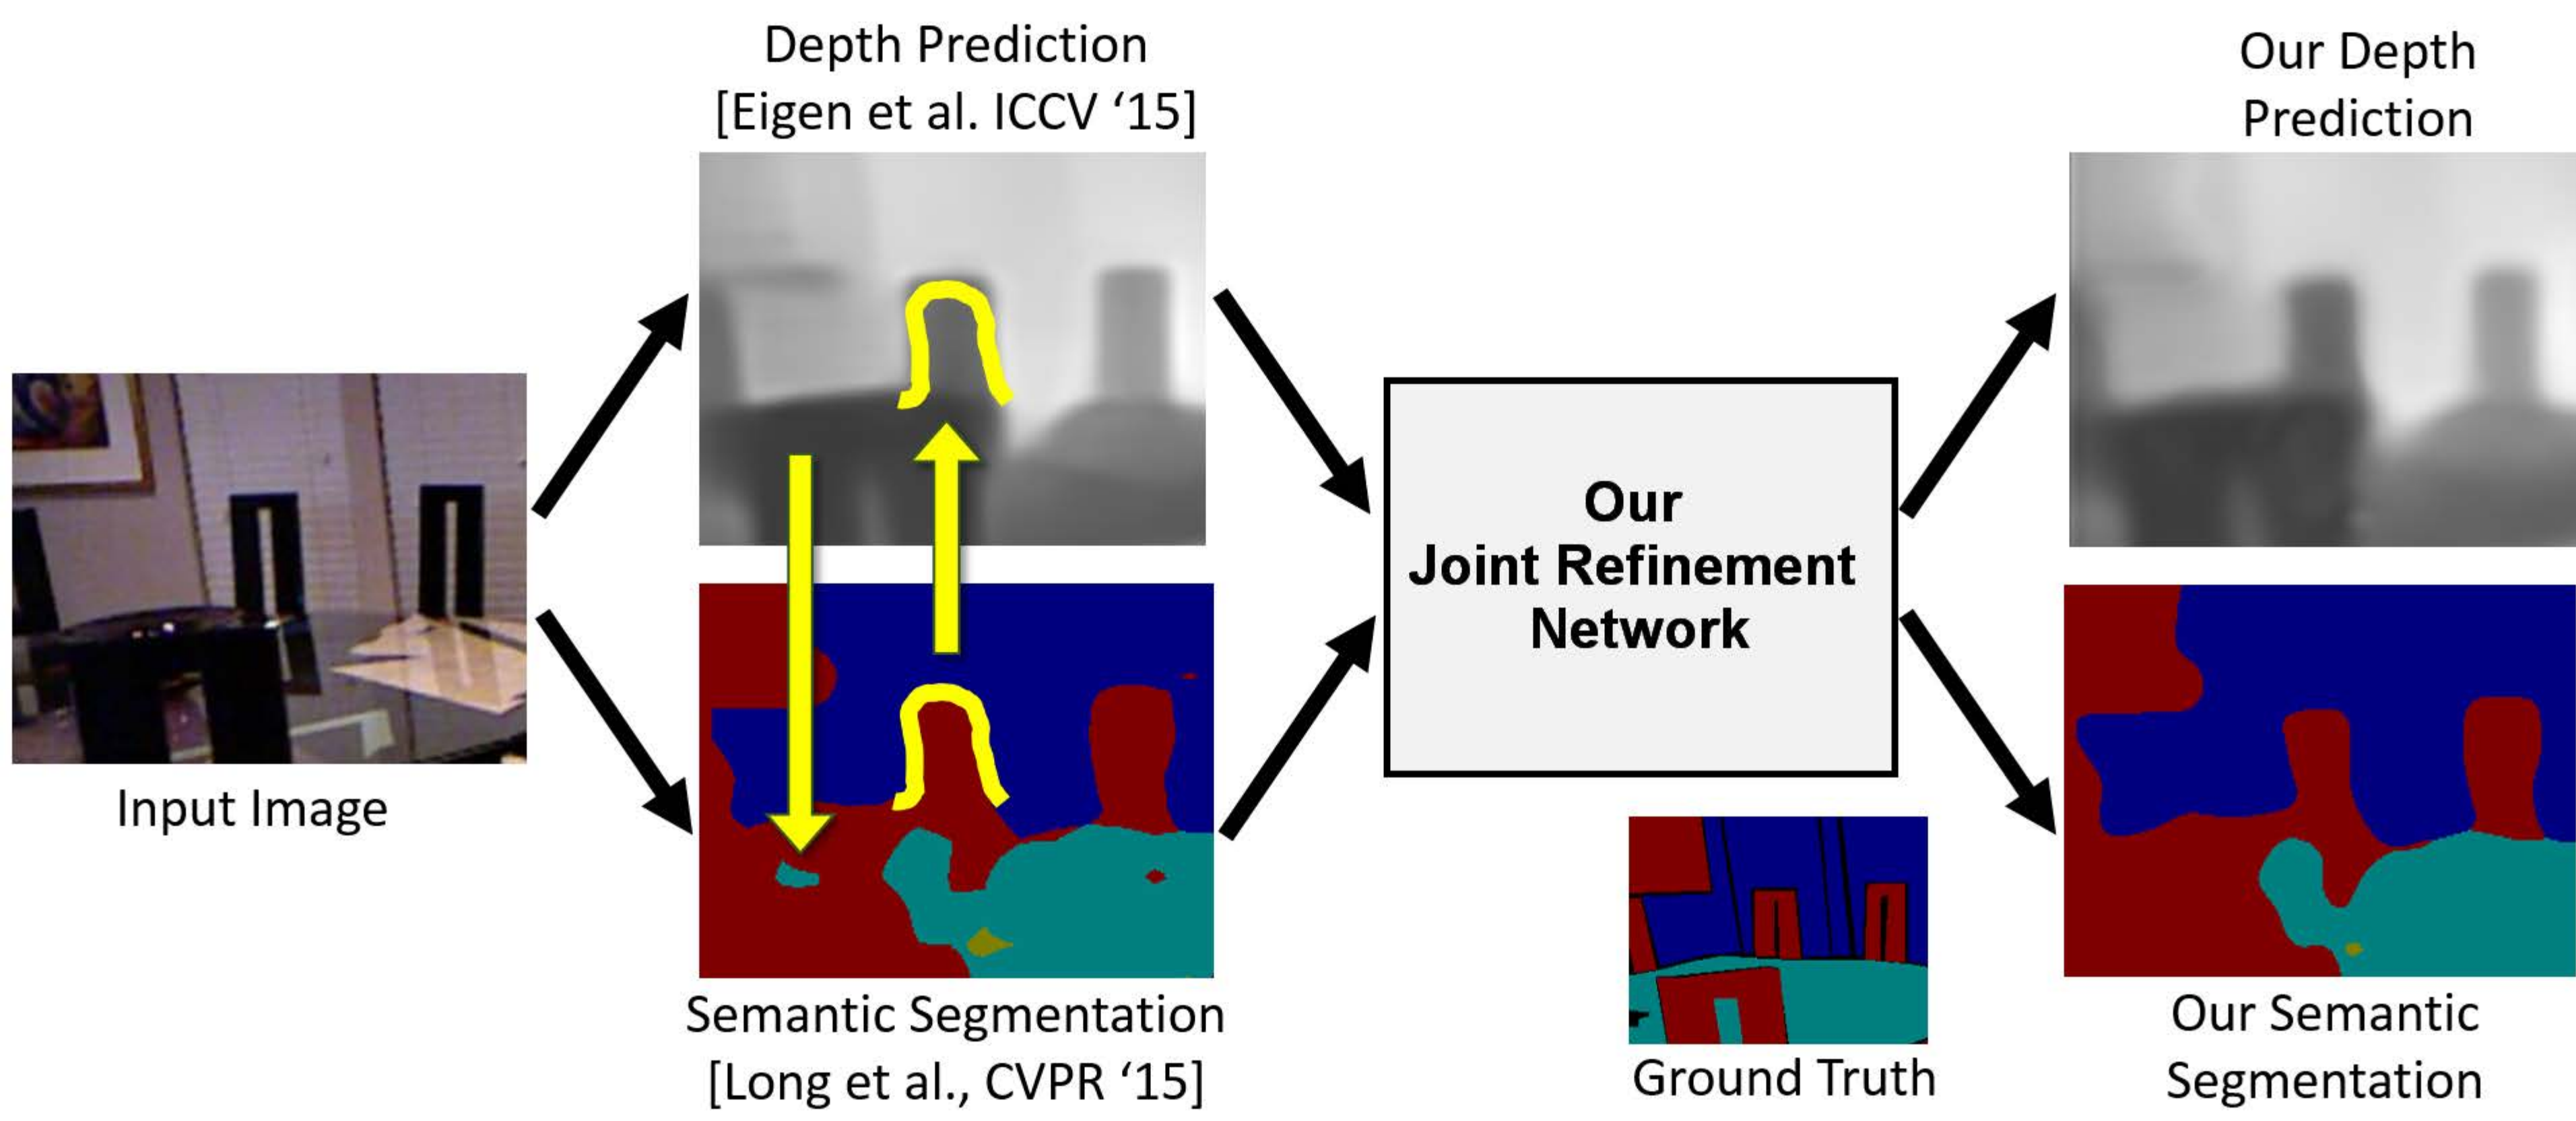 Depth Prediction
[Eigen et al. ICCV ‘15]
Our Depth
Prediction
Input Image
Our
Joint Refinement
Network
Semantic Segmentation
[Long et al., CVPR ‘15]
Ground Truth
Our Semantic
Segmentation